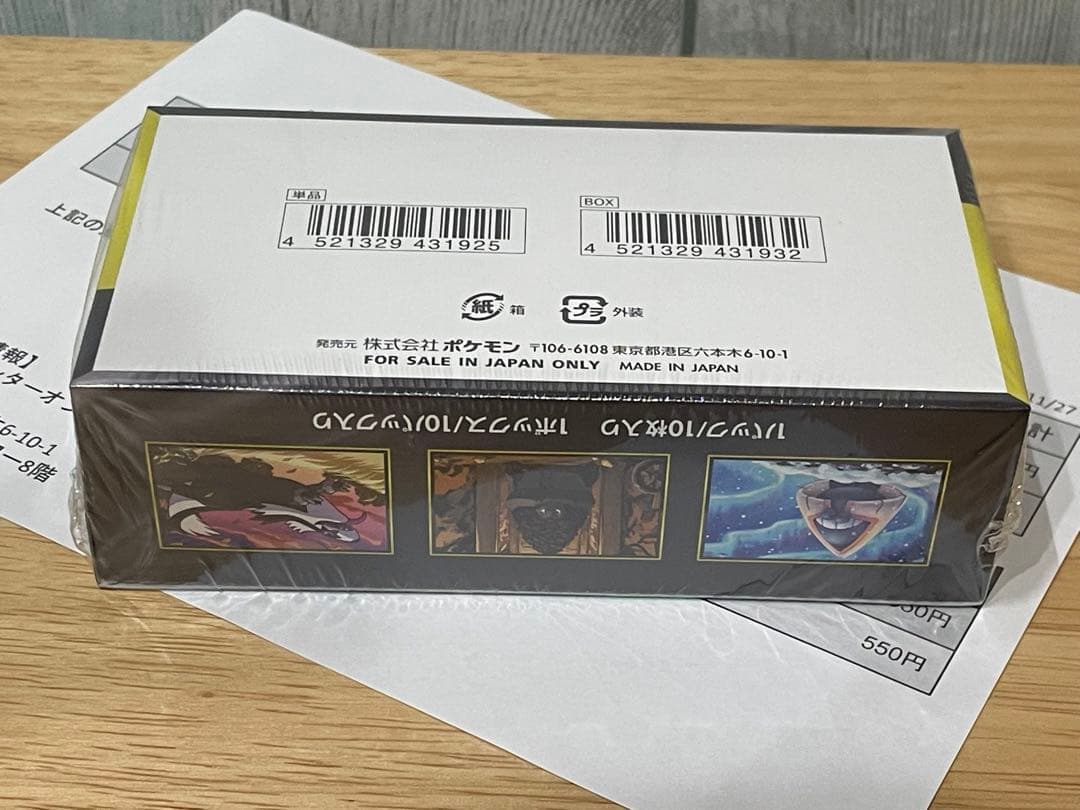 単品
4 521329 431925
BOX
4 521329 431932
紙 箱
プラ 外装
発売元 株式会社ポケモン 〒106-6108 東京都港区六本木6-10-1
FOR SALE IN JAPAN ONLY MADE IN JAPAN
1パック/10枚入り 1ボックス/10パック入り
上記の
報】
ターオ
6-10-1
ー8階
11/27
計
円
550円